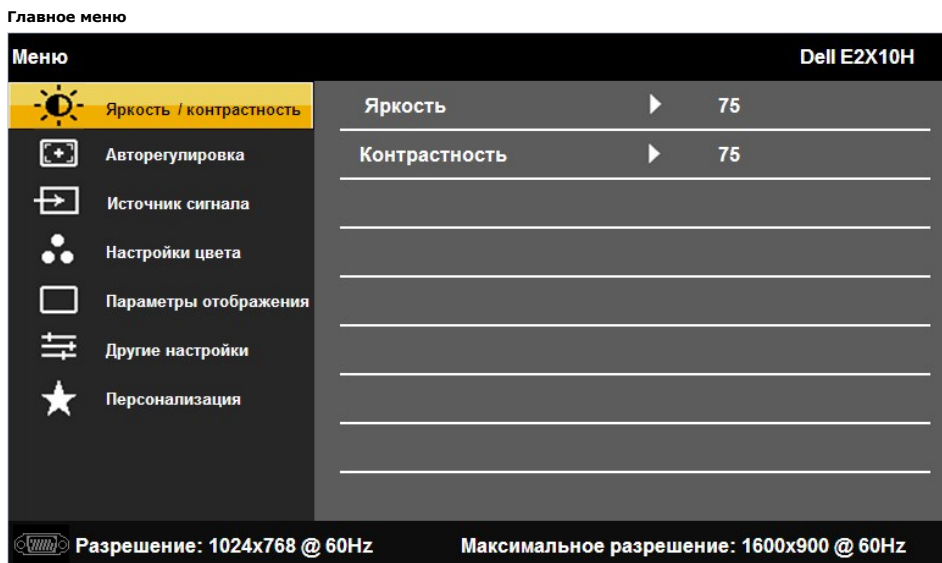 Главное меню
Меню Dell E2X10H
Яркость / контрастность Яркость 75
Авторегулировка Контрастность 75
Источник сигнала
Настройки цвета
Параметры отображения
Другие настройки
Персонализация
Разрешение: 1024x768 @ 60Hz Максимальное разрешение: 1600x900 @ 60Hz